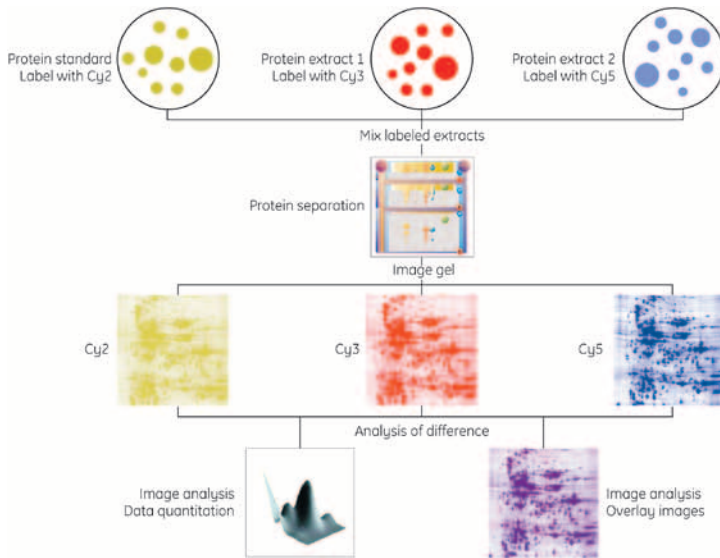 Protein standard
Label with Cy2
Protein extract 1
Label with Cy3
Protein extract 2
Label with Cy5
Mix labeled extracts
Protein separation
Image gel
Cy2
Cy3
Cy5
Analysis of difference
Image analysis
Data quantitation
Image analysis
Overlay images